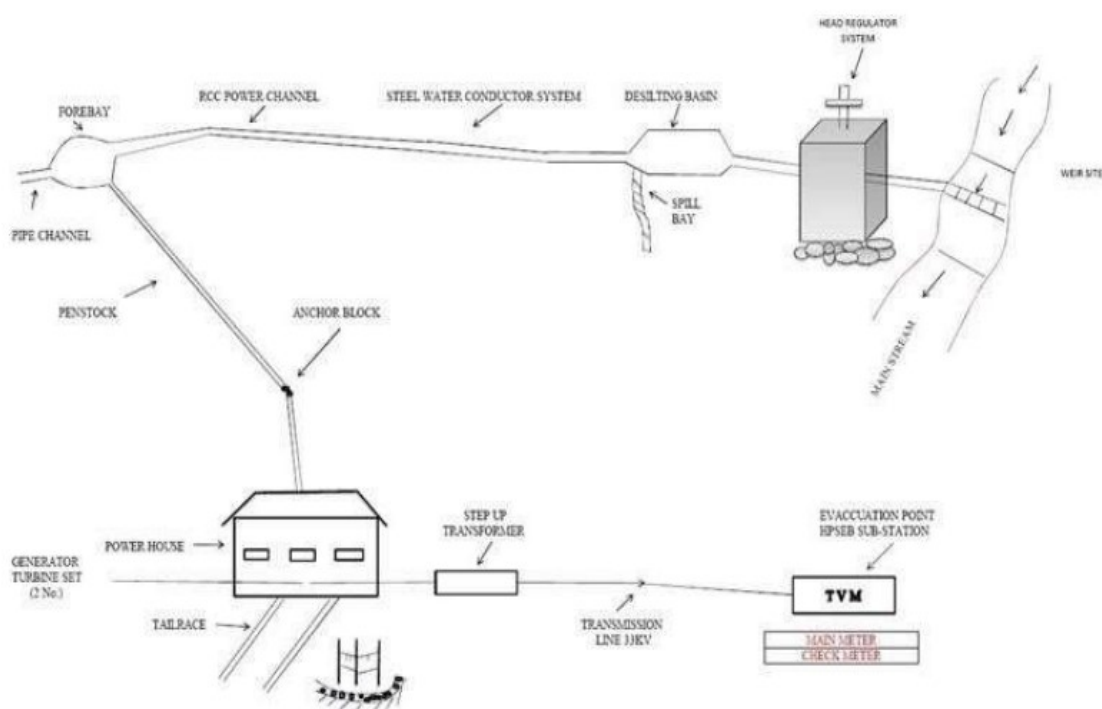 HEAD REGULATOR
SYSTEM
RCC POWER CHANNEL
STEEL WATER CONDUCTOR SYSTEM
DESILTING BASIN
FOREBAY
WEIR SITE
SPILL
BAY
PIPE CHANNEL
PENSTOCK
ANCHOR BLOCK
MAIN STREAM
STEP UP
TRANSFORMER
EVACCUATION POINT
HPSEB SUB-STATION
POWER HOUSE
GENERATOR
TURBINE SET
(2 No.)
TVM
TAILRACE
TRANSMISSION
LINE 33KV
MAIN METER
CHECK METER